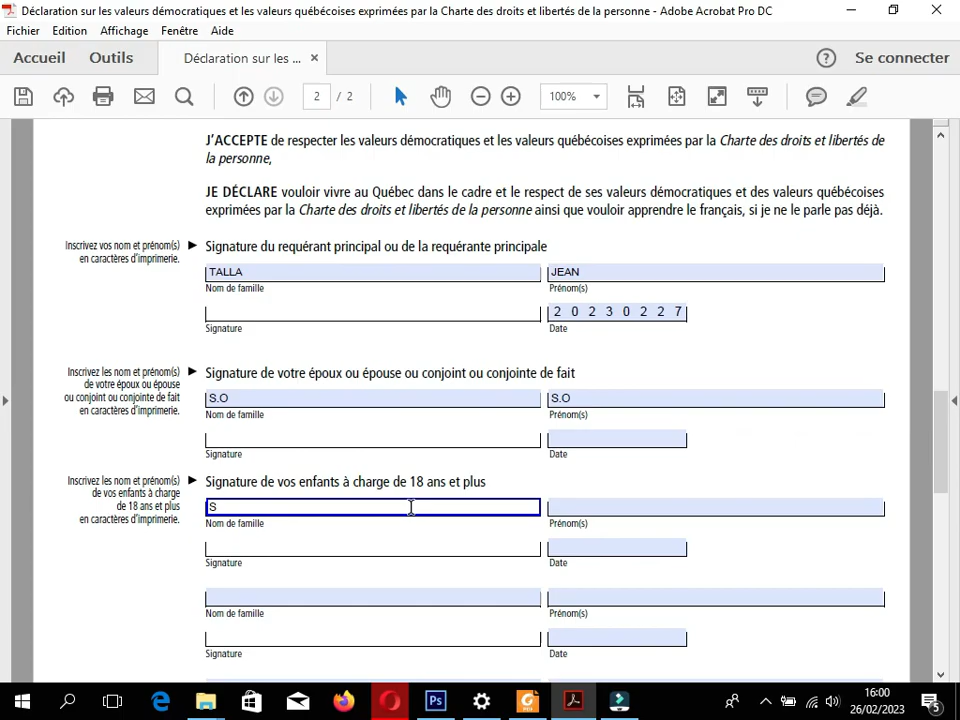 Déclaration sur les valeurs démocratiques et les valeurs québécoises exprimées par la Charte des droits et libertés de la personne - Adobe Acrobat Pro DC
Fichier Edition Affichage Fenêtre Aide
Accueil Outils Déclaration sur les ... × ? Se connecter
2 / 2 100%
J'ACCEPTE de respecter les valeurs démocratiques et les valeurs québécoises exprimées par la Charte des droits et libertés de
la personne,
JE DÉCLARE vouloir vivre au Québec dans le cadre et le respect de ses valeurs démocratiques et des valeurs québécoises
exprimées par la Charte des droits et libertés de la personne ainsi que vouloir apprendre le français, si je ne le parle pas déjà.
Inscrivez vos nom et prénom(s)
en caractères d'imprimerie.
Signature du requérant principal ou de la requérante principale
TALLA JEAN
Nom de famille Prénom(s)
2 0 2 3 0 2 2 7
Signature Date
Inscrivez les nom et prénom(s)
de votre époux ou épouse
ou conjoint ou conjointe de fait
en caractères d'imprimerie.
Signature de votre époux ou épouse ou conjoint ou conjointe de fait
S.O S.O
Nom de famille Prénom(s)
Signature Date
Inscrivez les nom et prénom(s)
de vos enfants à charge
de 18 ans et plus
en caractères d'imprimerie.
Signature de vos enfants à charge de 18 ans et plus
S
Nom de famille Prénom(s)
Signature Date
Nom de famille Prénom(s)
Signature Date
Ps
16:00
26/02/2023
5